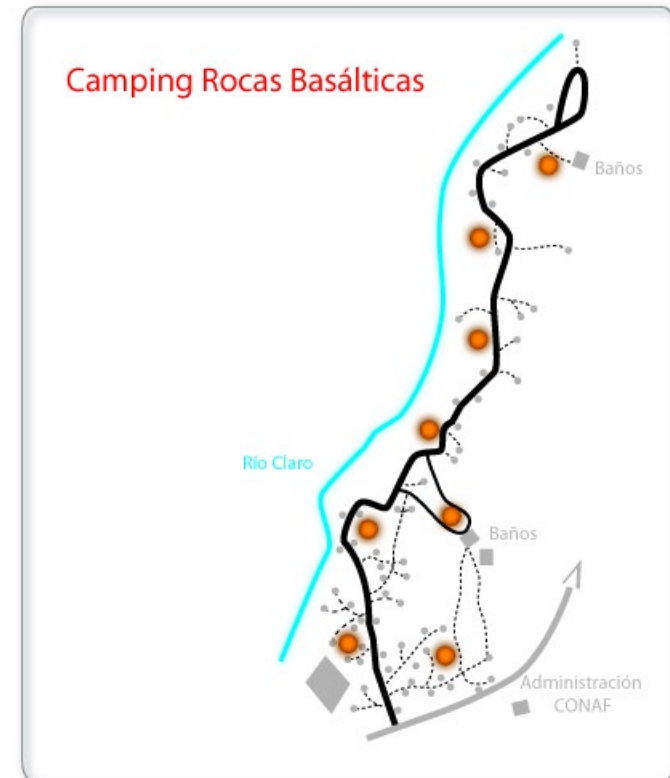 Camping Rocas Basálticas
Baños
Río Claro
Baños
Administración
CONAF